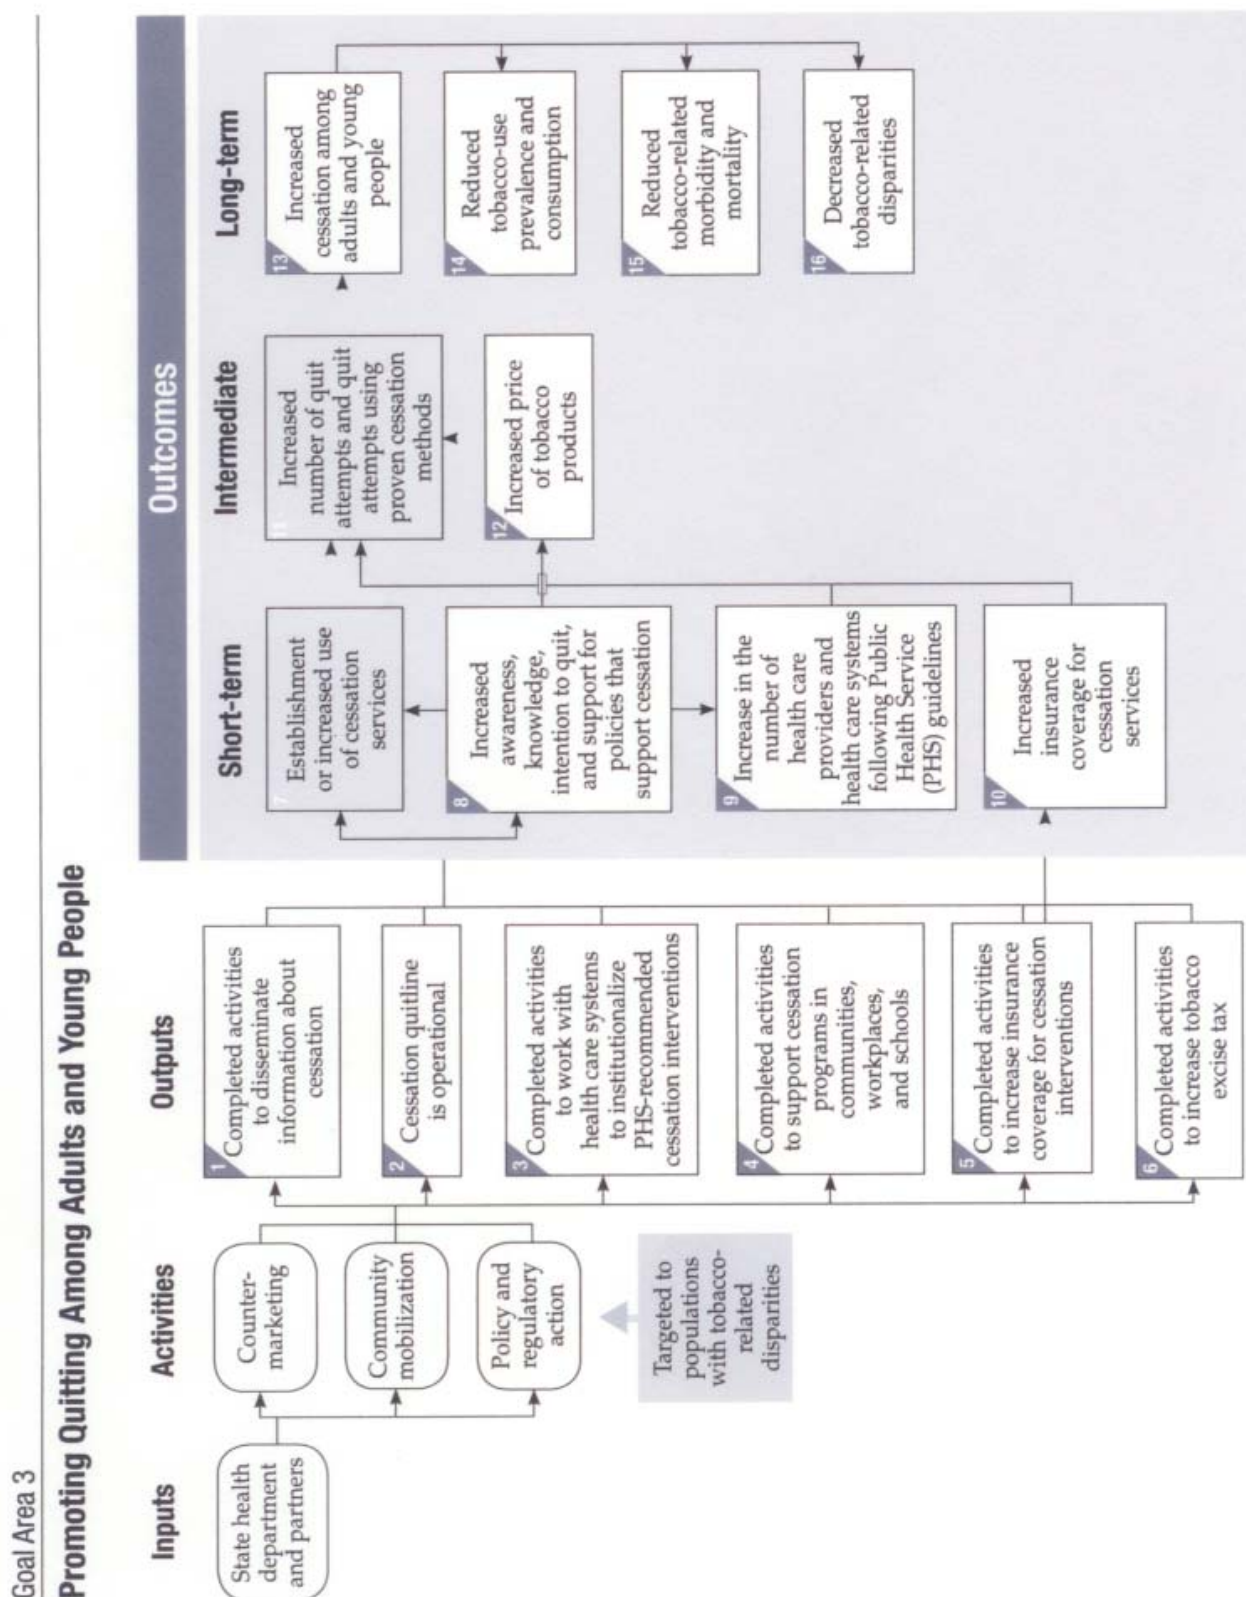 Goal Area 3
Promoting Quitting Among Adults and Young People
Outcomes
Inputs
Activities
Outputs
Short-term
Intermediate
Long-term
State health
department
and partners
Counter-
marketing
Community
mobilization
Policy and
regulatory
action
Targeted to
populations
with tobacco-
related
disparities
1 Completed activities
to disseminate
information about
cessation
2 Cessation quitline
is operational
3 Completed activities
to work with
health care systems
to institutionalize
PHS-recommended
cessation interventions
4 Completed activities
to support cessation
programs in
communities,
workplaces,
and schools
5 Completed activities
to increase insurance
coverage for cessation
interventions
6 Completed activities
to increase tobacco
excise tax
7 Establishment
or increased use
of cessation
services
8 Increased
awareness,
knowledge,
intention to quit,
and support for
policies that
support cessation
9 Increase in the
number of
health care
providers and
health care systems
following Public
Health Service
(PHS) guidelines
10 Increased
insurance
coverage for
cessation
services
11 Increased
number of quit
attempts and quit
attempts using
proven cessation
methods
12 Increased price
of tobacco
products
13 Increased
cessation among
adults and young
people
14 Reduced
tobacco-use
prevalence and
consumption
15 Reduced
tobacco-related
morbidity and
mortality
16 Decreased
tobacco-related
disparities